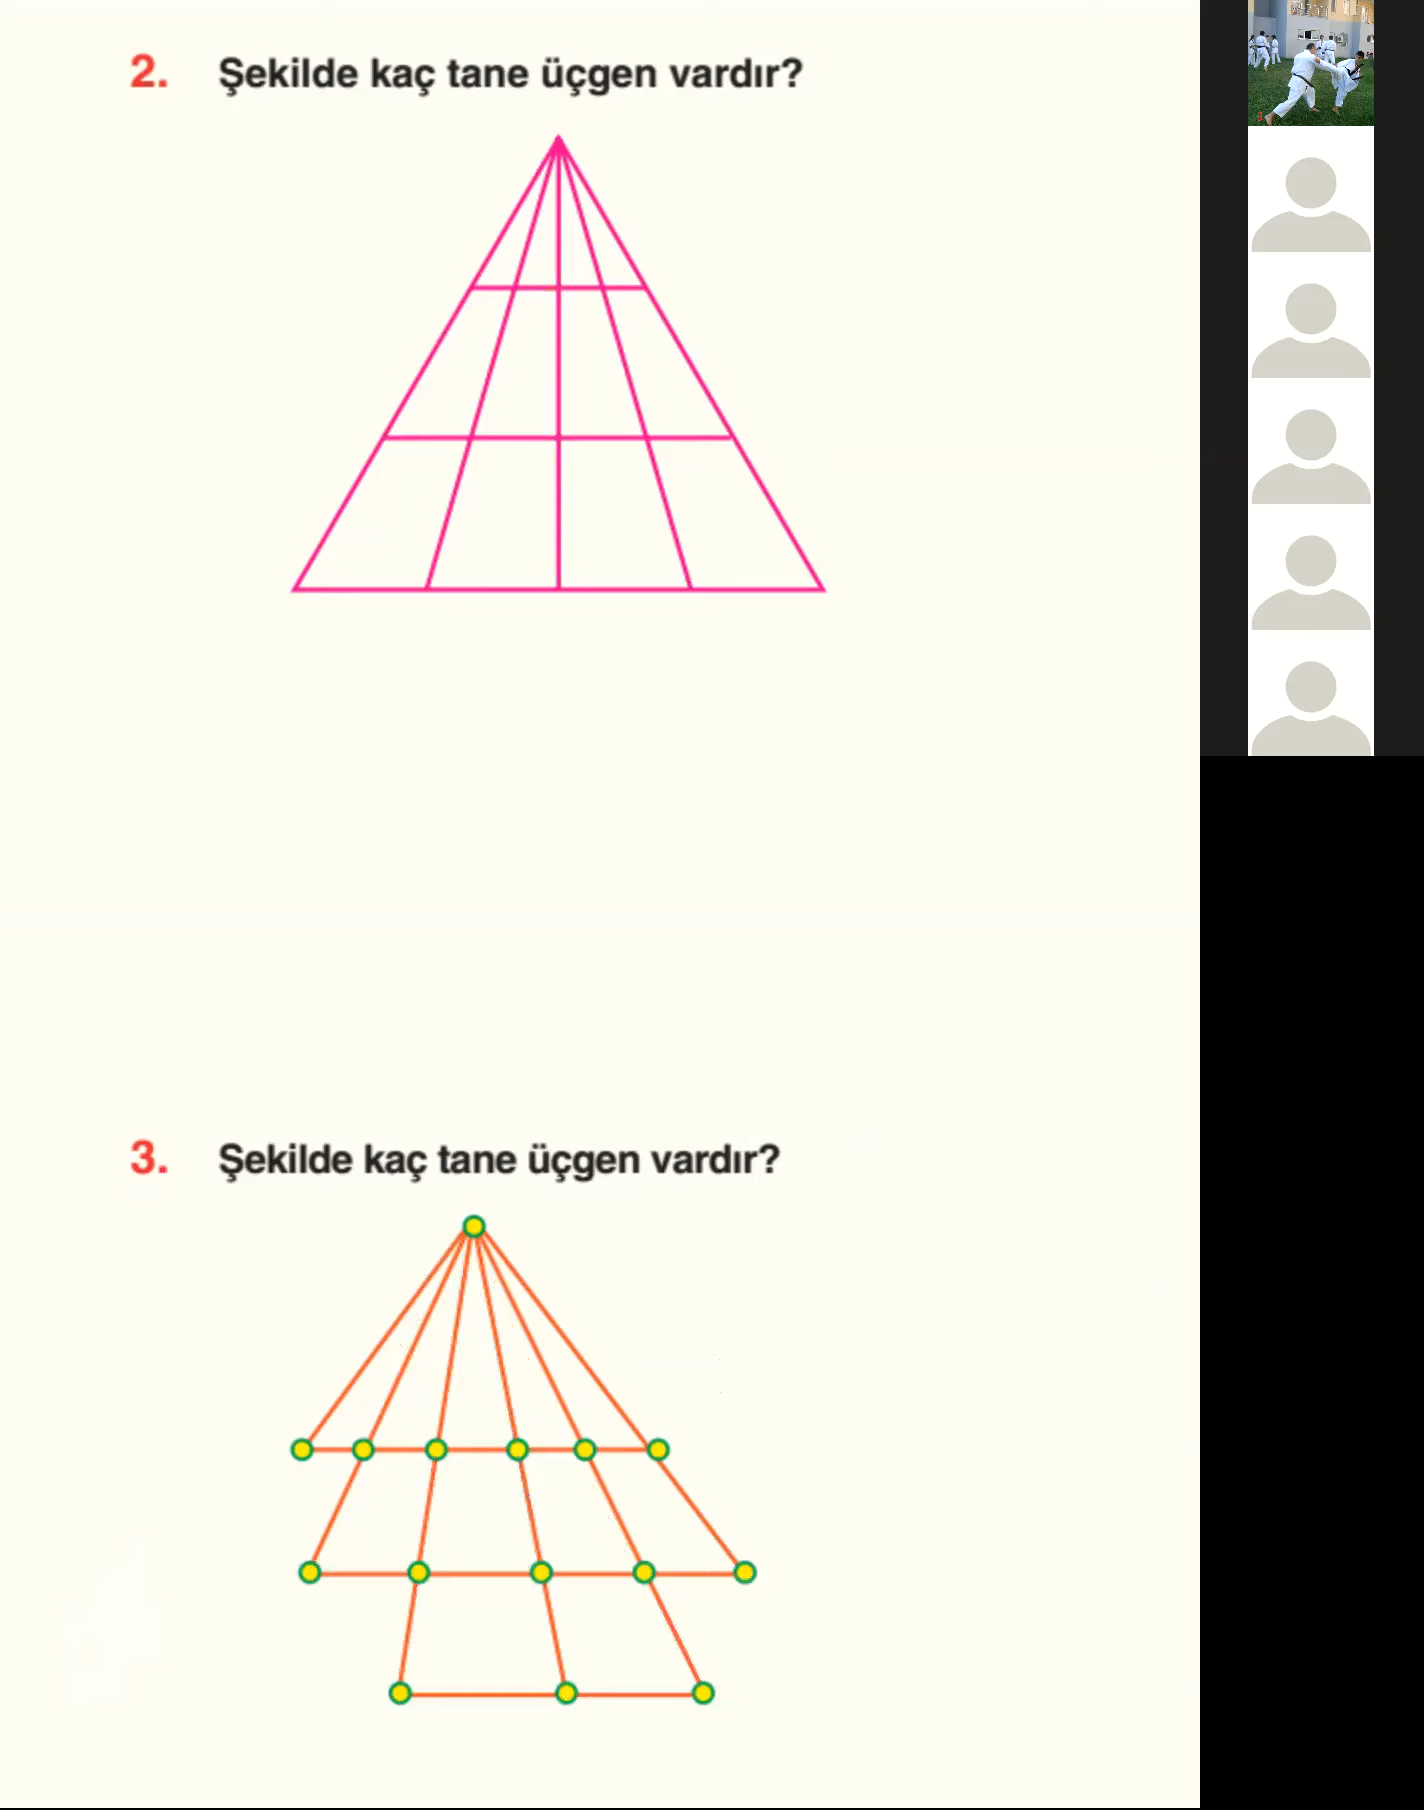 2. Şekilde kaç tane üçgen vardır?
3. Şekilde kaç tane üçgen vardır?